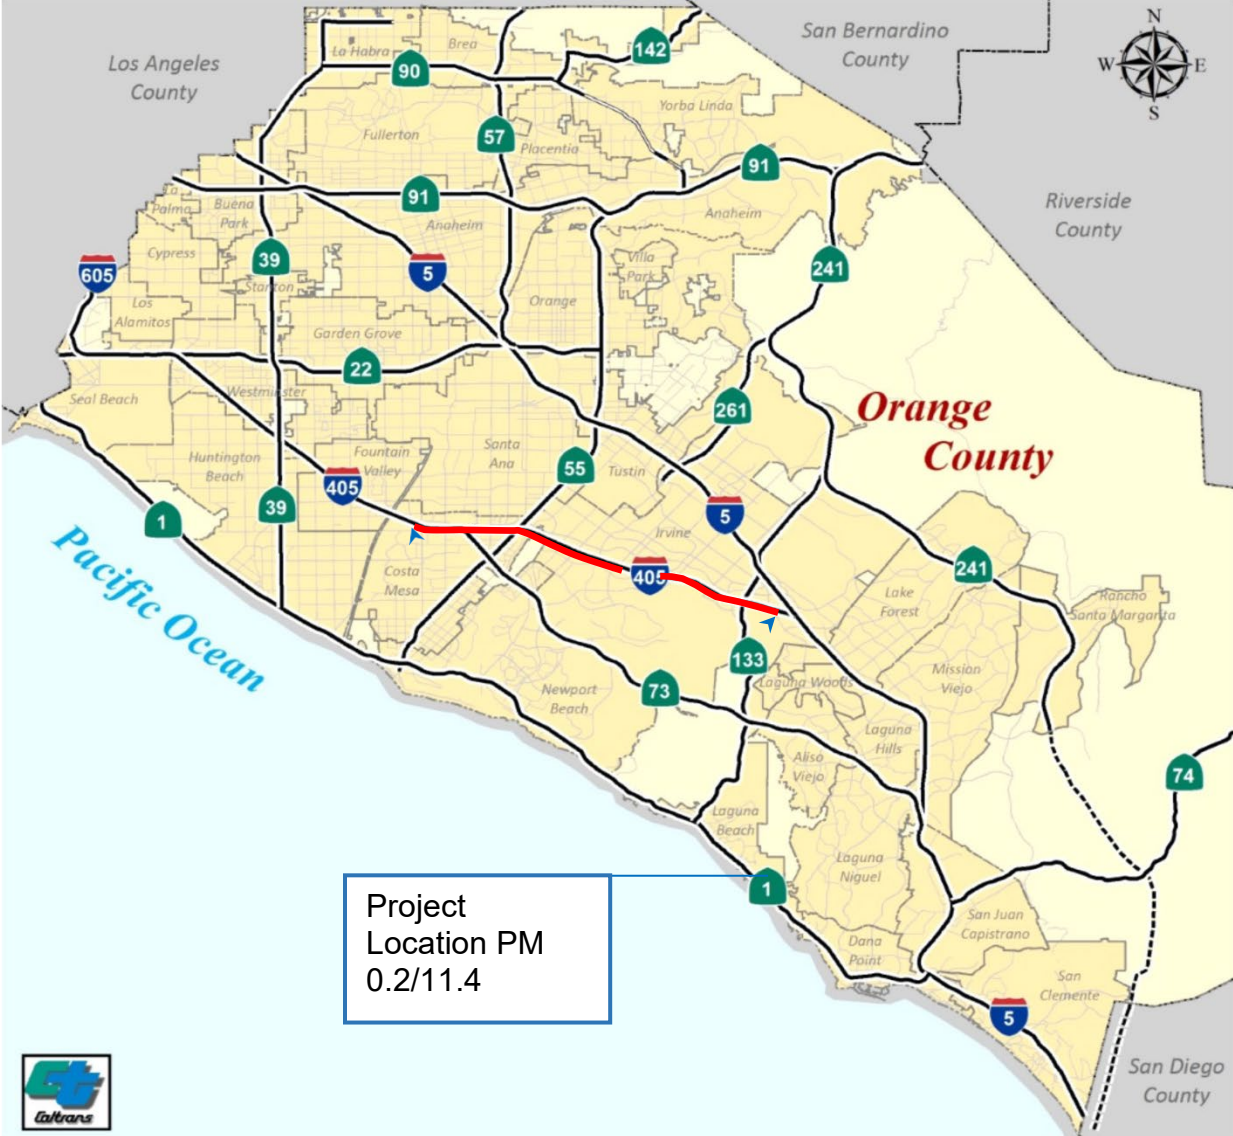 N
W
E
S
San Bernardino
County
Los Angeles
County
La Habra
Brea
142
90
Yorba Linda
57
Fullerton
Placentia
91
La
Palma
Buena
Park
91
Anaheim
Anaheim
Riverside
County
Cypress
39
605
5
Villa
Park
241
Stanton
Los
Alamitos
Orange
Garden Grove
22
Westminster
Seal Beach
261
Orange
County
Fountain
Valley
Santa
Ana
Huntington
Beach
55
Tustin
405
39
1
5
Irvine
Pacific Ocean
405
Costa
Mesa
241
Lake
Forest
Rancho
Santa Margarita
133
Laguna Woods
Mission
Viejo
Newport
Beach
73
Laguna
Hills
Aliso
Viejo
74
Laguna
Beach
Laguna
Niguel
1
Project
Location PM
0.2/11.4
San Juan
Capistrano
Dana
Point
San
Clemente
5
San Diego
County
Ct
Caltrans